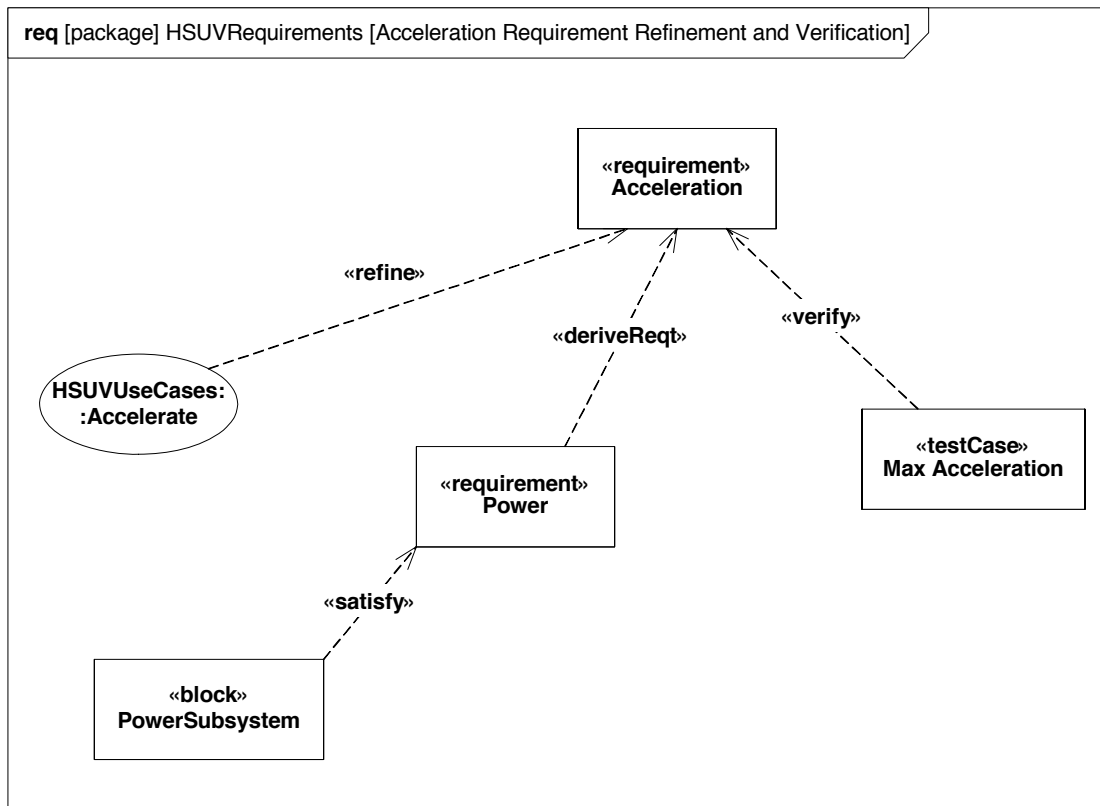 req [package] HSUVRequirements [Acceleration Requirement Refinement and Verification]
«requirement»
Acceleration
«refine»
«deriveReqt»
«verify»
HSUVUseCases:
:Accelerate
«testCase»
Max Acceleration
«requirement»
Power
«satisfy»
«block»
PowerSubsystem